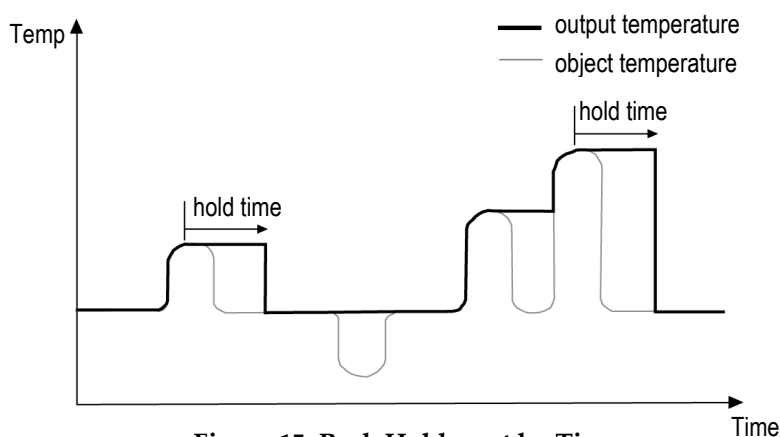 Temp
output temperature
object temperature
hold time
hold time
Time